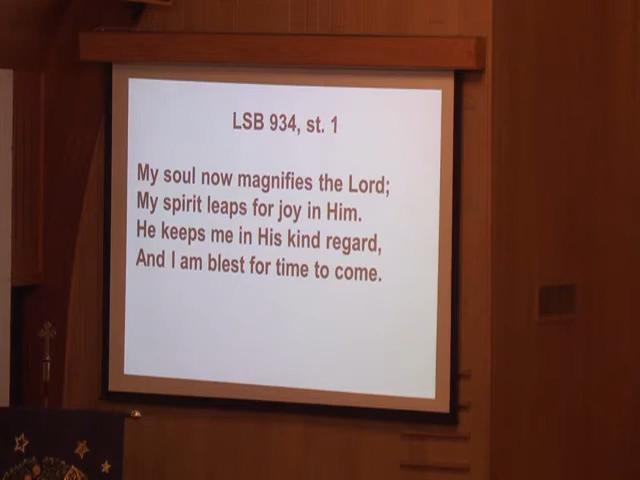 LSB 934, st. 1
My soul now magnifies the Lord;
My spirit leaps for joy in Him.
He keeps me in His kind regard,
And I am blest for time to come.